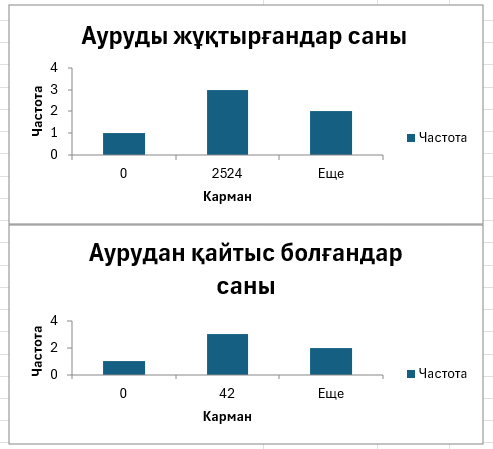 Ауруды жұқтырғандар саны
4
3
2
1
0
Частота
0 2524 Еще
Карман
Частота
Аурудан қайтыс болғандар
саны
4
2
0
Частота
0 42 Еще
Карман
Частота